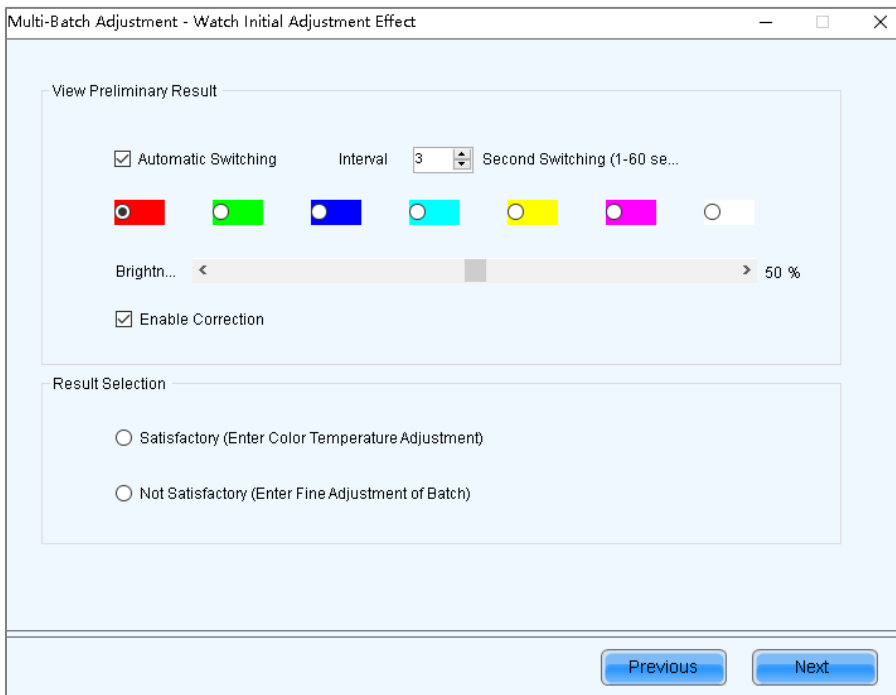 Multi-Batch Adjustment - Watch Initial Adjustment Effect
View Preliminary Result
Automatic Switching Interval 3 Second Switching (1-60 se...
Brightn... 50 %
Enable Correction
Result Selection
Satisfactory (Enter Color Temperature Adjustment)
Not Satisfactory (Enter Fine Adjustment of Batch)
Previous Next